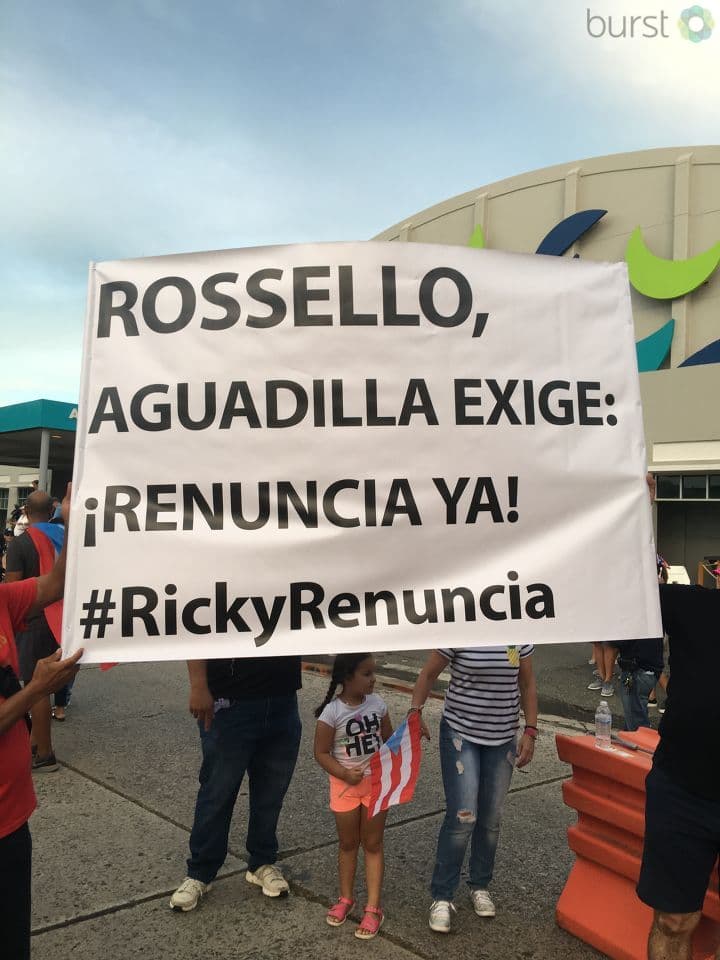 burst
ROSSELLO,
AGUADILLA EXIGE:
¡RENUNCIA YA!
#RickyRenuncia
OH
HEY